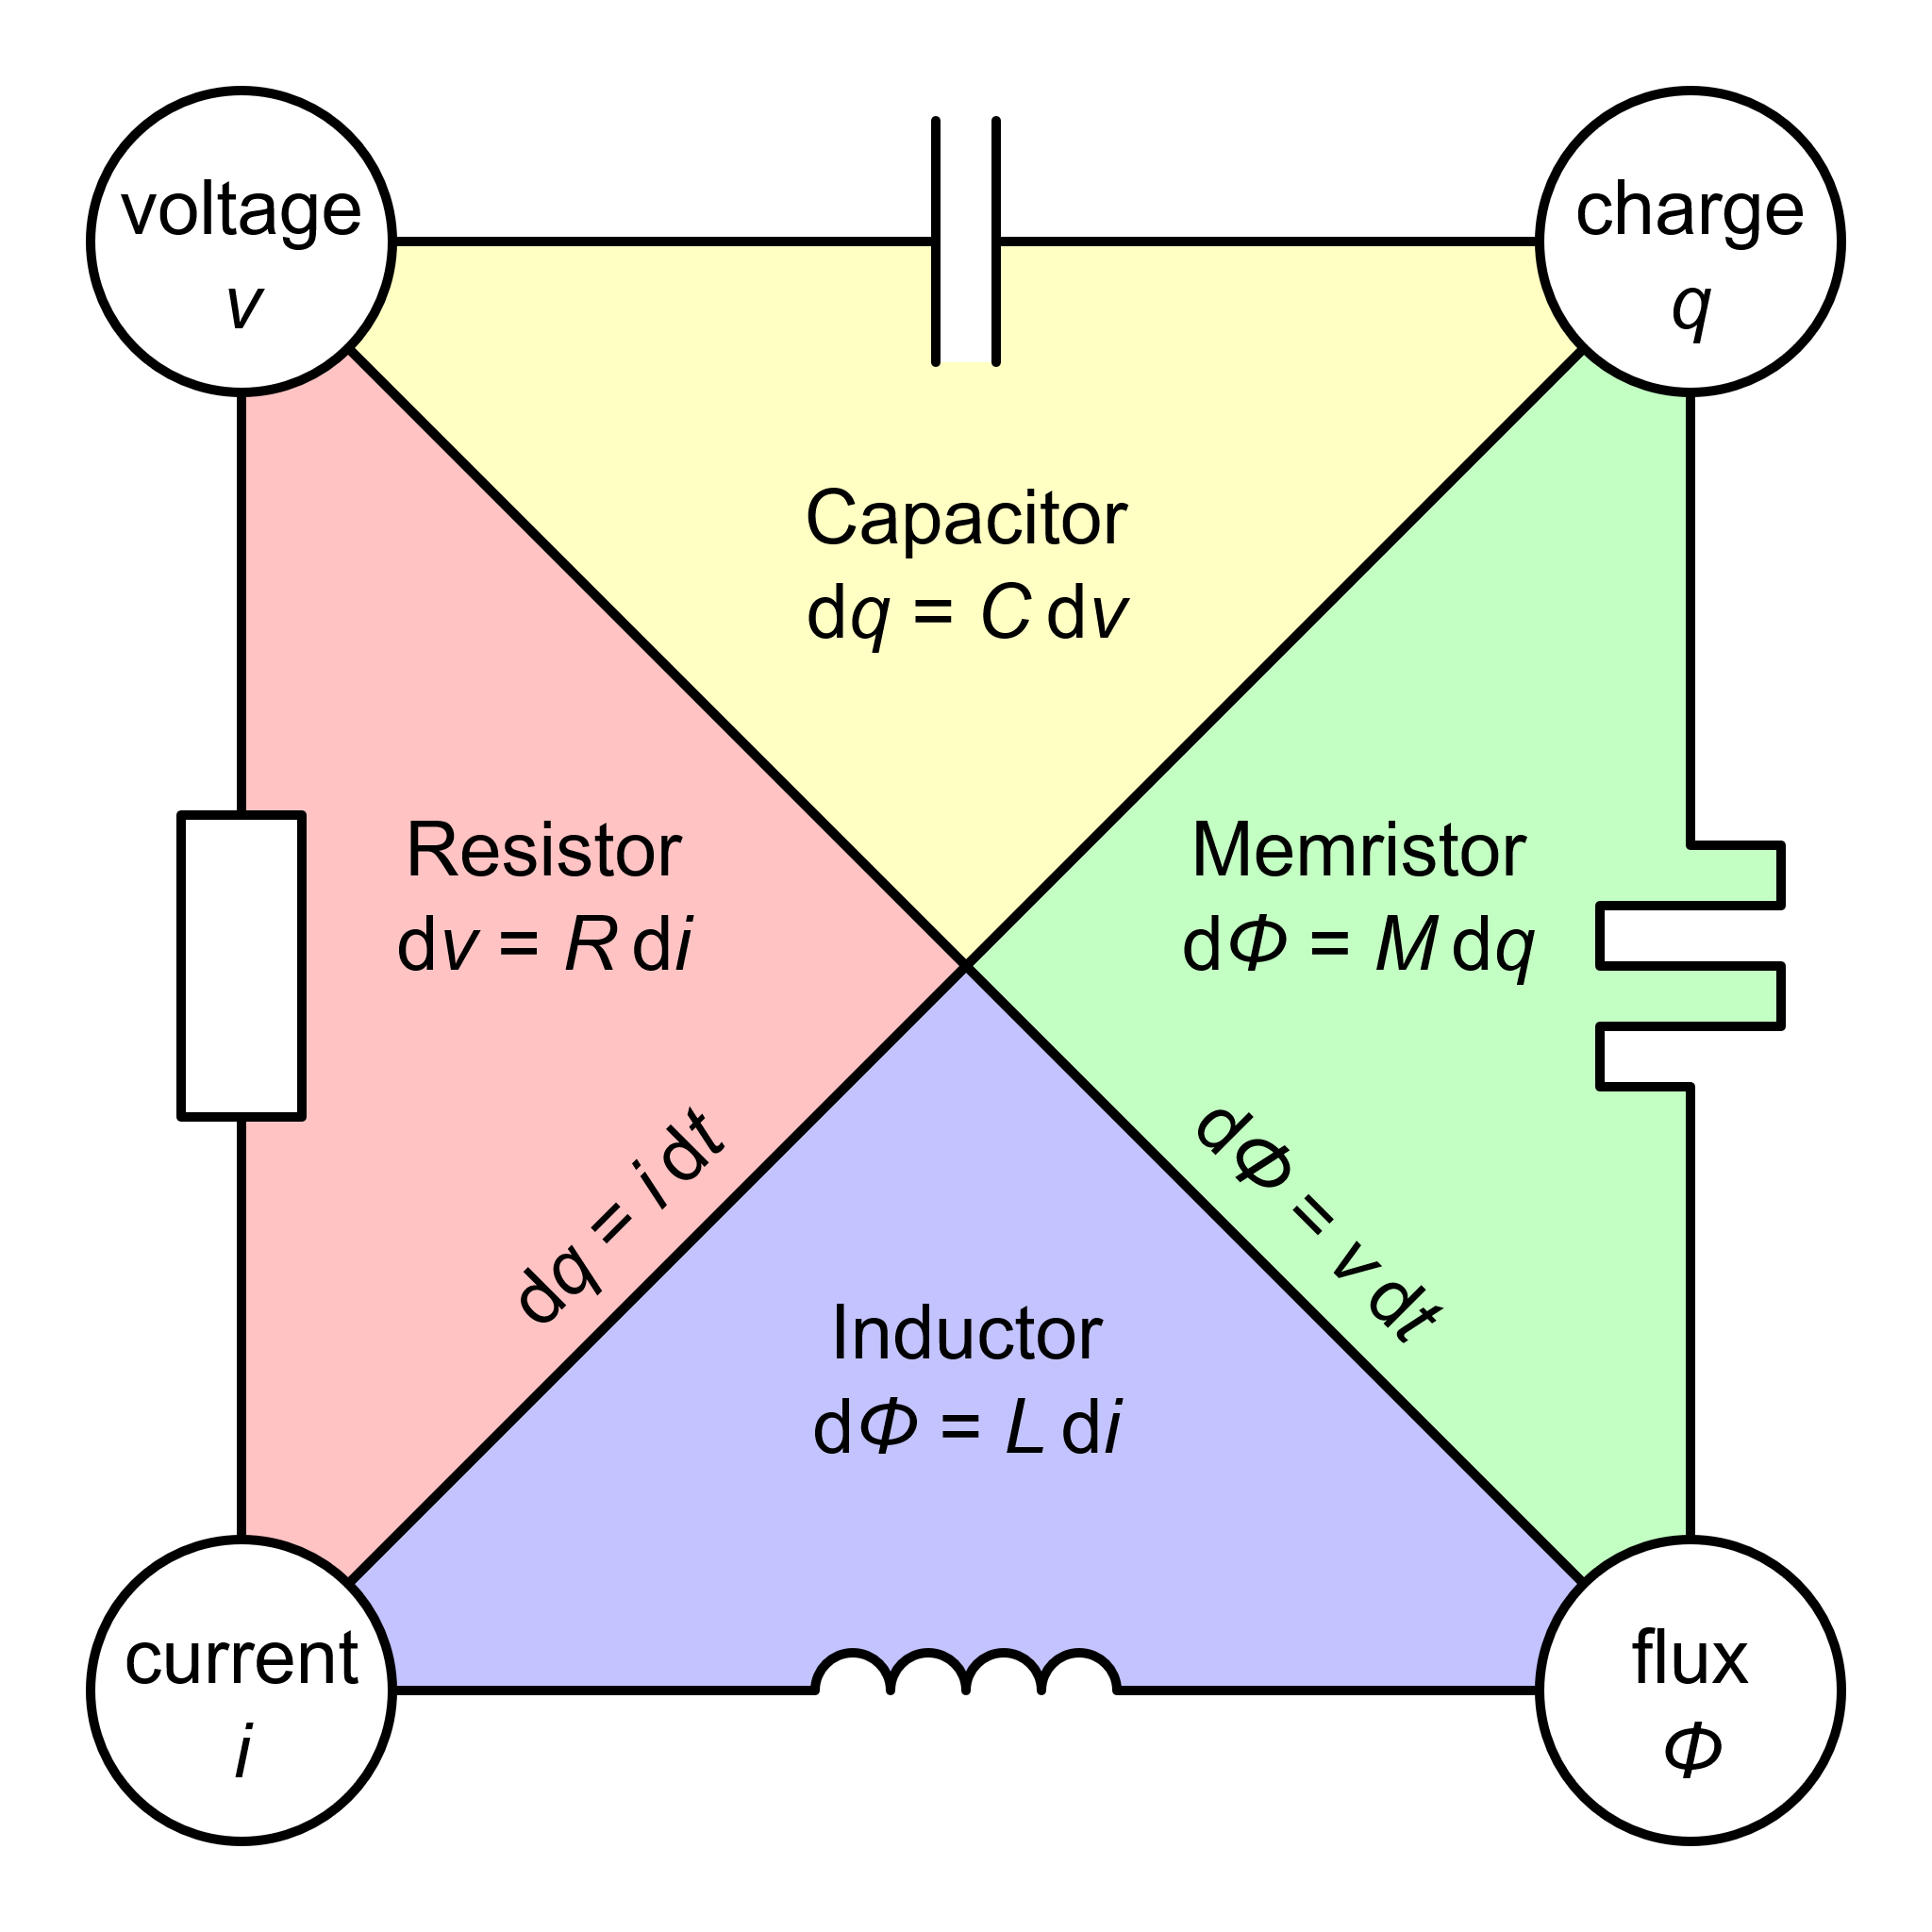 voltage
v
charge
q
Capacitor
dq = C dv
Resistor
dv = R di
Memristor
dΦ = M dq
dq = i dt
dΦ = v dt
Inductor
dΦ = L di
current
i
flux
Φ